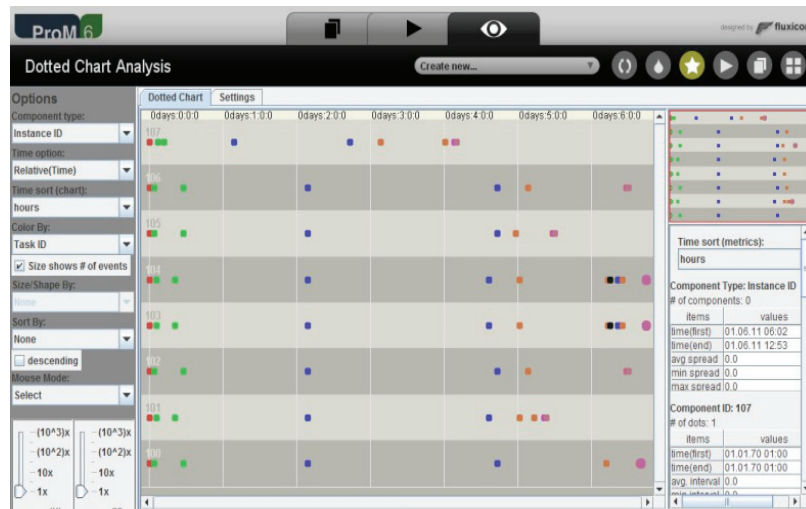 ProM 6
designed by fluxicon
Dotted Chart Analysis
Create new...
Options
Component type:
Instance ID
Time option:
Relative(Time)
Time sort (chart):
hours
Color By:
Task ID
Size shows # of events
Size/Shape By:
None
Sort By:
None
descending
Mouse Mode:
Select
(10^3)x (10^3)x
(10^2)x (10^2)x
10x 10x
1x 1x
Dotted Chart Settings
0days:0:0:0 0days:1:0:0 0days:2:0:0 0days:3:0:0 0days:4:0:0 0days:5:0:0 0days:6:0:0
107
106
105
104
103
102
101
100
Time sort (metrics):
hours
Component Type: Instance ID
# of components: 0
items values
time(first) 01.06.11 06:02
time(end) 01.06.11 12:53
avg spread 0.0
min spread 0.0
max spread 0.0
Component ID: 107
# of dots: 1
items values
time(first) 01.01.70 01:00
time(end) 01.01.70 01:00
avg. interval 0.0
min interval 0.0